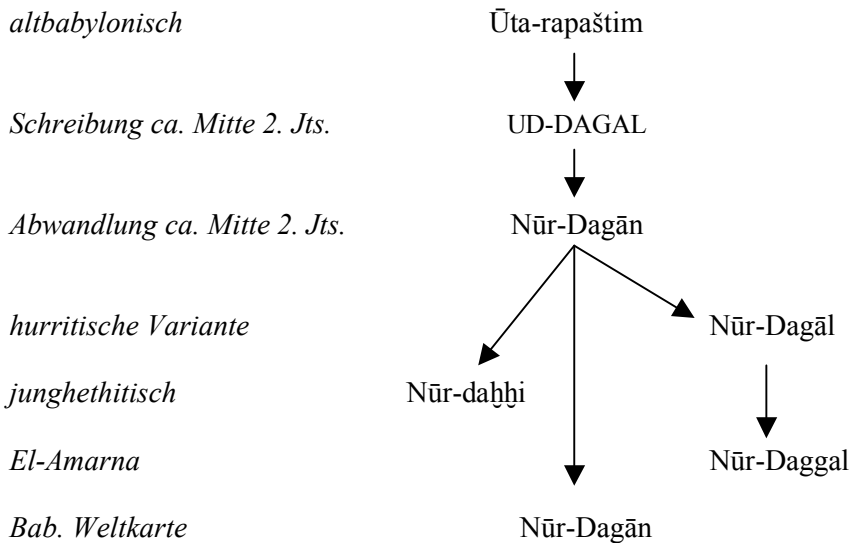 altbabylonisch Ūta-rapaštim
Schreibung ca. Mitte 2. Jts. UD-DAGAL
Abwandlung ca. Mitte 2. Jts. Nūr-Dagān
hurritische Variante Nūr-Dagāl
junghethitisch Nūr-daḫḫi
El-Amarna Nūr-Daggal
Bab. Weltkarte Nūr-Dagān